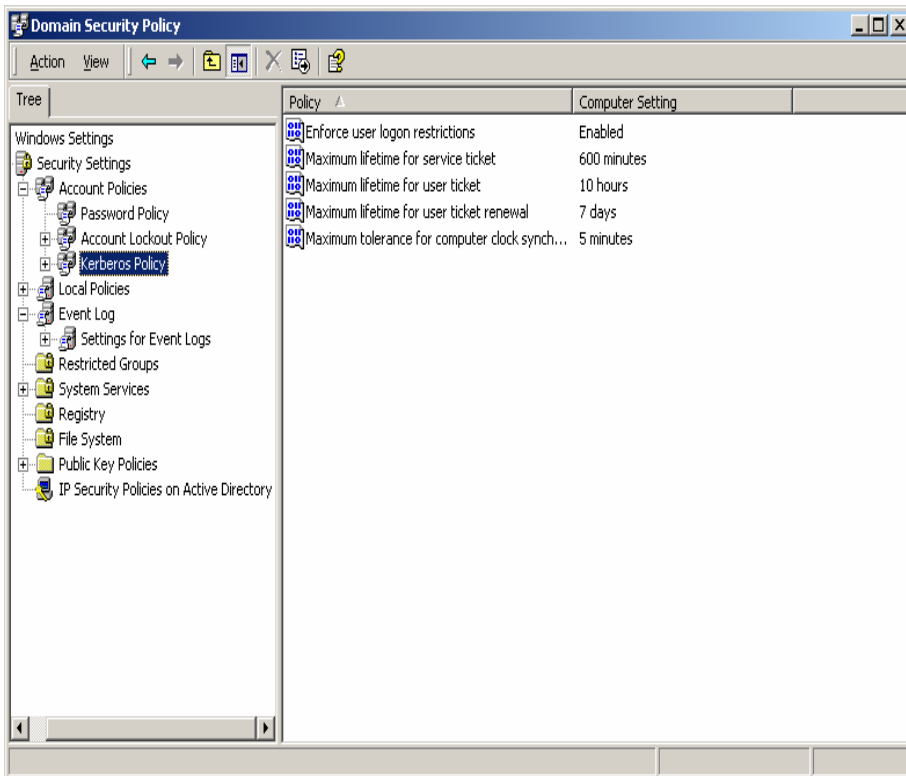 Domain Security Policy
Action View
Tree
Windows Settings
Security Settings
Account Policies
Password Policy
Account Lockout Policy
Kerberos Policy
Local Policies
Event Log
Settings for Event Logs
Restricted Groups
System Services
Registry
File System
Public Key Policies
IP Security Policies on Active Directory
Policy Computer Setting
Enforce user logon restrictions Enabled
Maximum lifetime for service ticket 600 minutes
Maximum lifetime for user ticket 10 hours
Maximum lifetime for user ticket renewal 7 days
Maximum tolerance for computer clock synch... 5 minutes